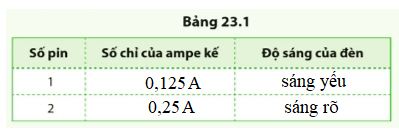 Bảng 23.1
Số pin Số chỉ của ampe kế Độ sáng của đèn
1 0,125 A sáng yếu
2 0,25 A sáng rõ